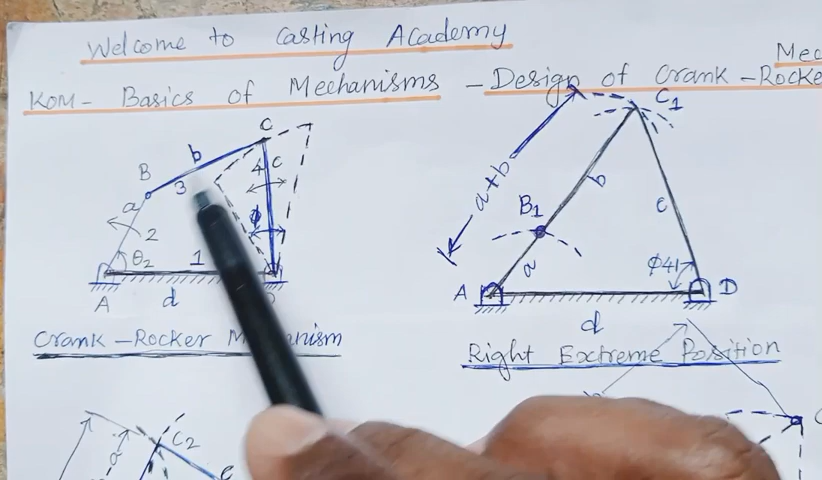 Welcome to Casting Academy
KOM- Basics of Mechanisms - Design of Crank - Rocke
Mec
C
b
B
3
4 c
a
ϕ
2
θ2
1
A
d
Crank - Rocker
C1
a+b
b
B1
c
a
ϕ41
A
D
d
Right Extreme Position
C2
a